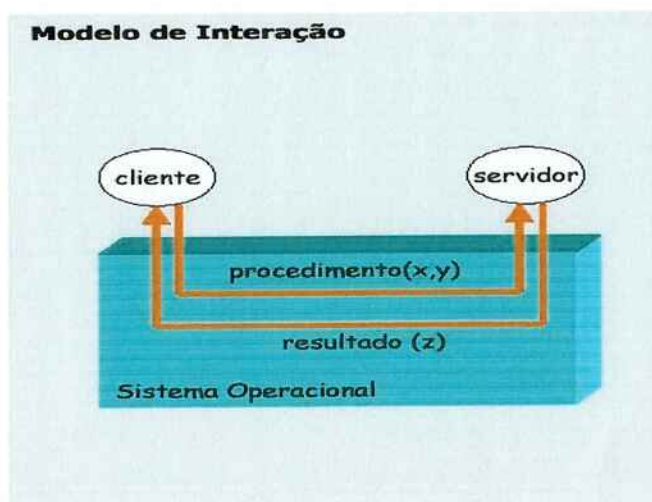 Modelo de Interação
cliente
servidor
procedimento(x,y)
resultado (z)
Sistema Operacional